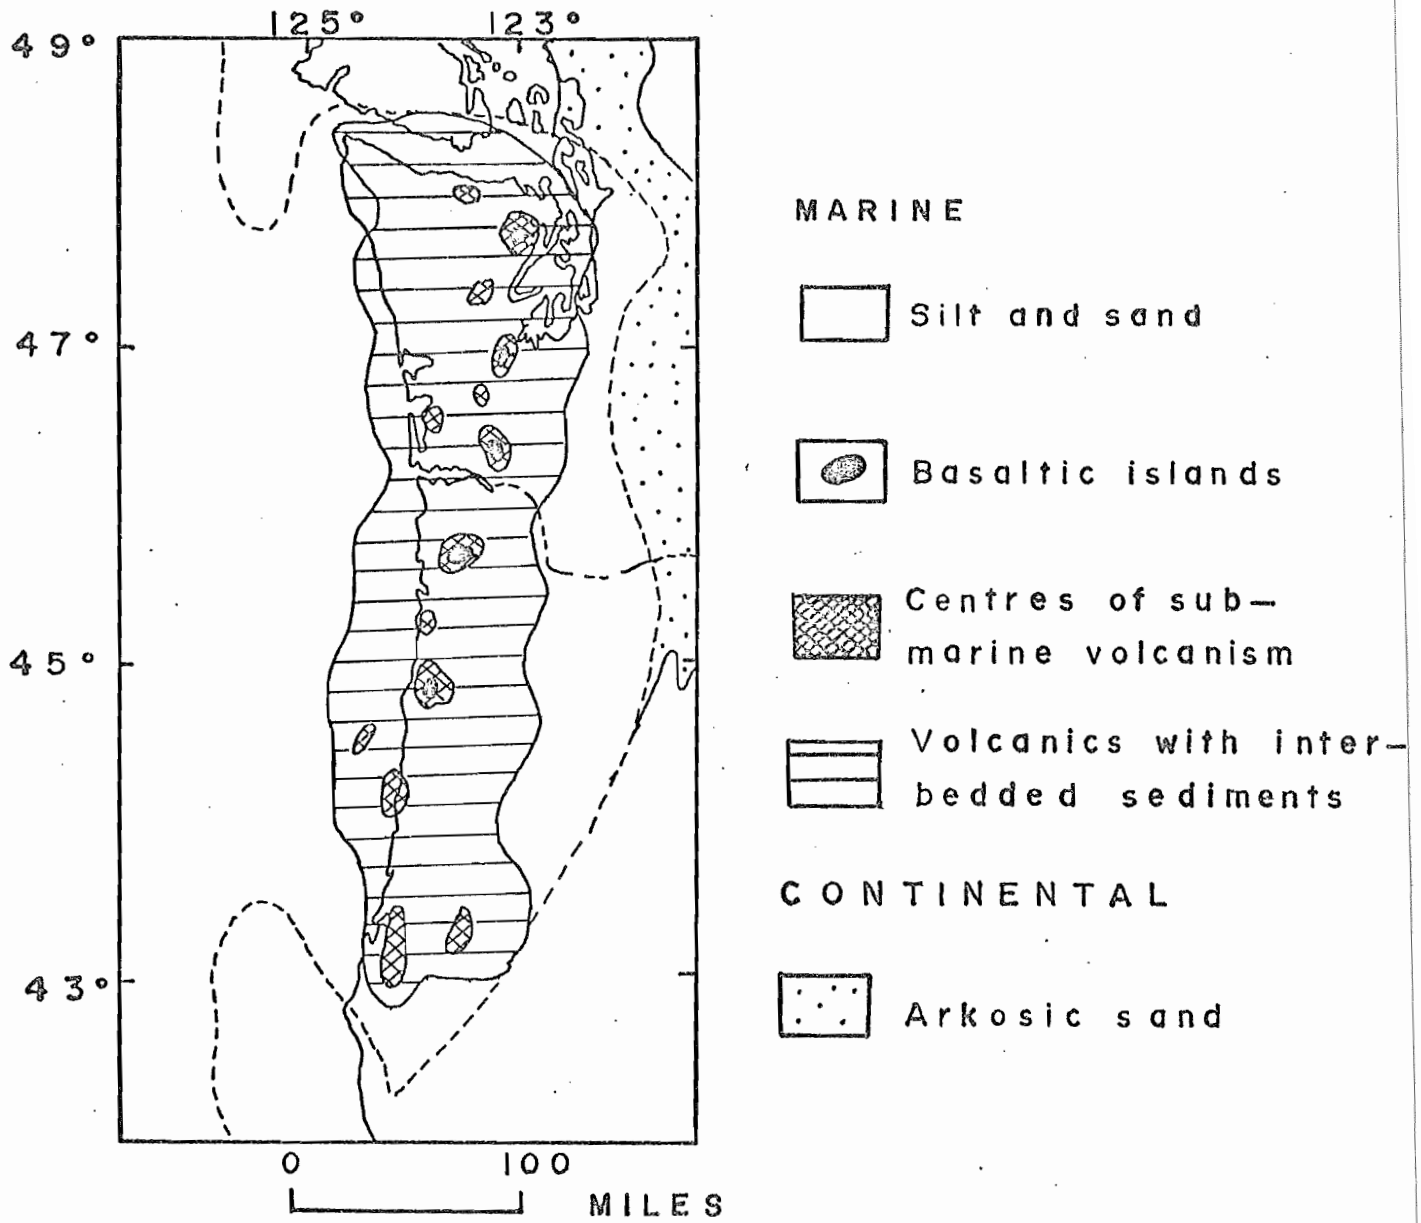 125° 123°
49°
47°
45°
43°
0 100
MILES
MARINE
Silt and sand
Basaltic islands
Centres of sub–
marine volcanism
Volcanics with inter–
bedded sediments
CONTINENTAL
Arkosic sand